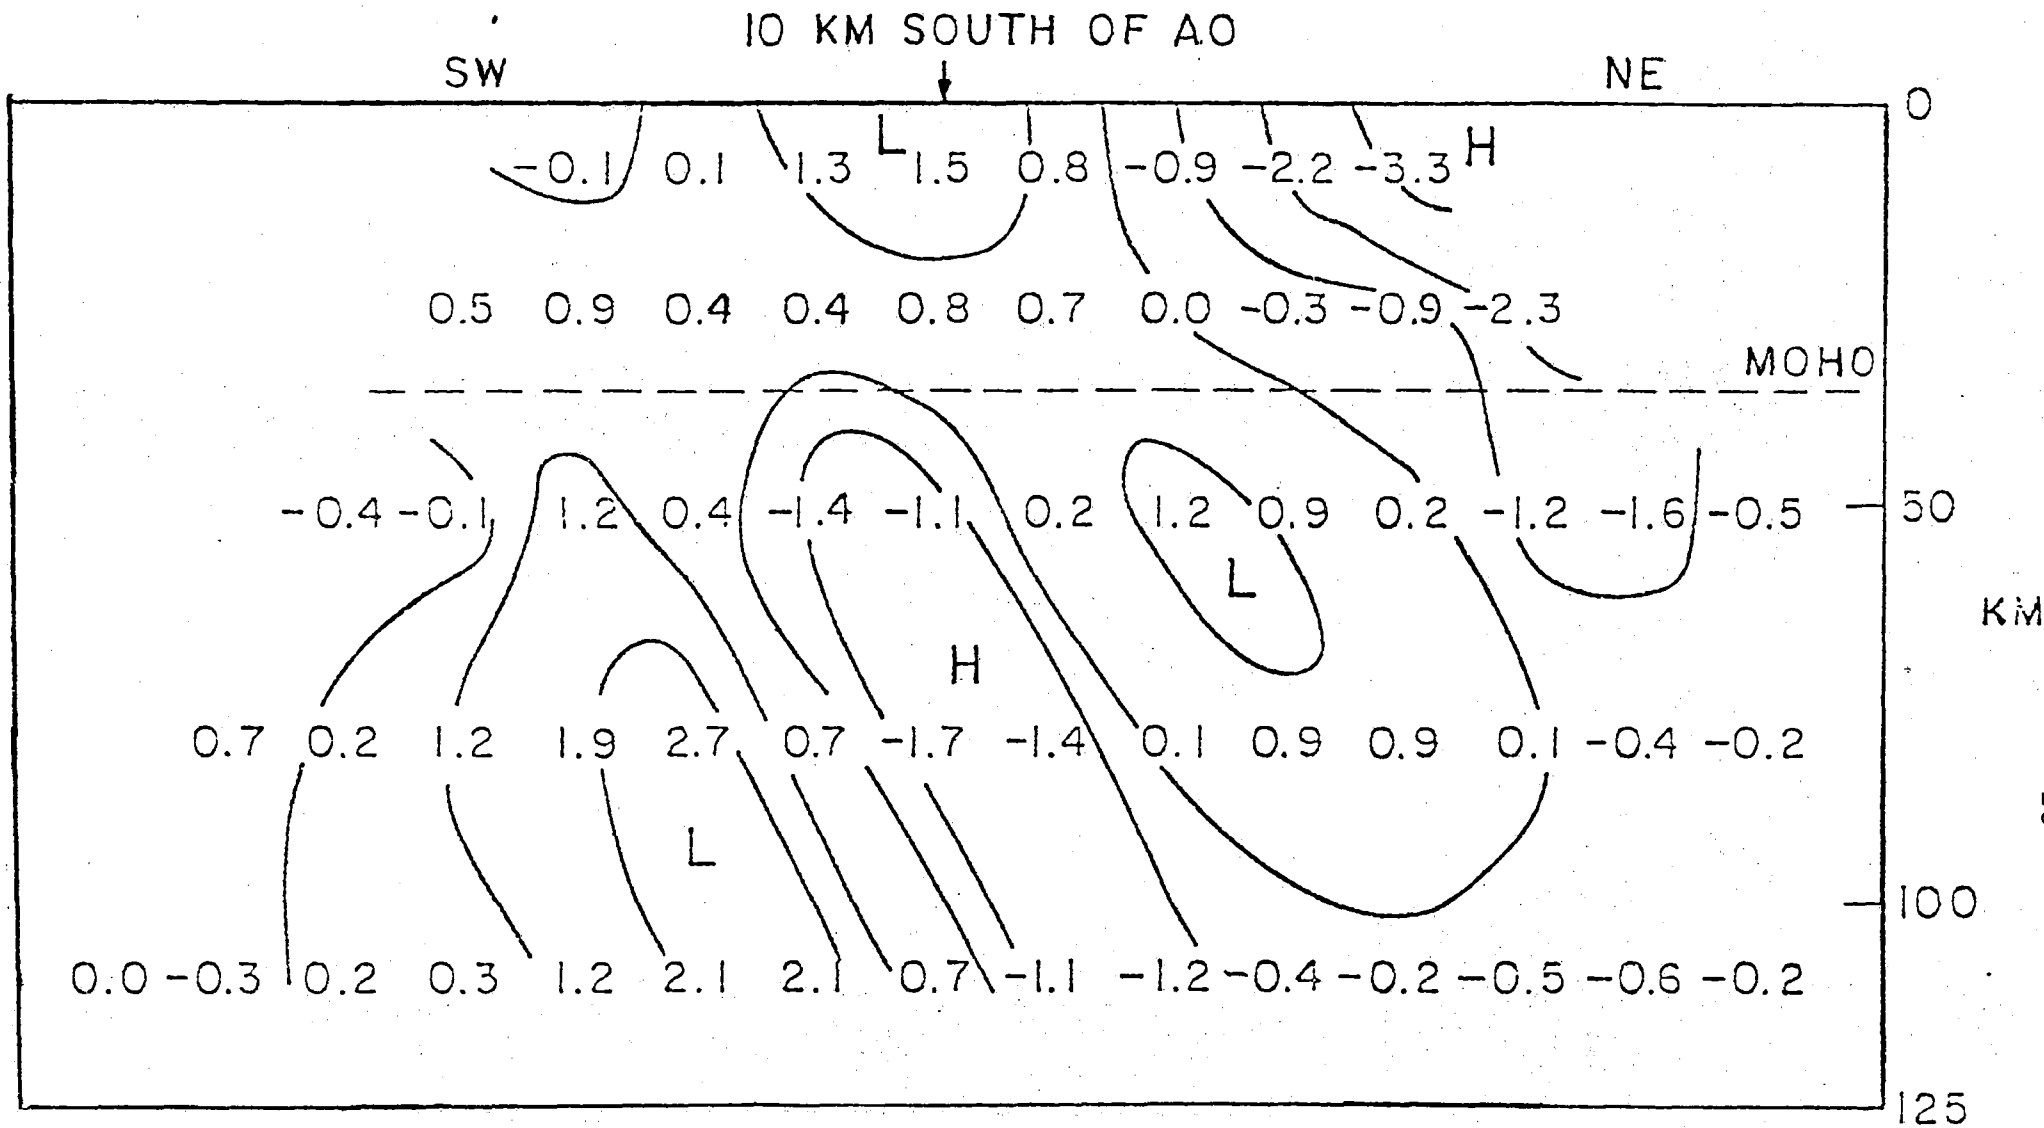 10 KM SOUTH OF AO
SW NE
0
L H
-0.1 0.1 1.3 1.5 0.8 -0.9 -2.2 -3.3
0.5 0.9 0.4 0.4 0.8 0.7 0.0 -0.3 -0.9 -2.3
MOHO
-0.4 -0.1 1.2 0.4 -1.4 -1.1 0.2 1.2 0.9 0.2 -1.2 -1.6 -0.5 50
L
KM
H
0.7 0.2 1.2 1.9 2.7 0.7 -1.7 -1.4 0.1 0.9 0.9 0.1 -0.4 -0.2
L
100
0.0 -0.3 0.2 0.3 1.2 2.1 2.1 0.7 -1.1 -1.2 -0.4 -0.2 -0.5 -0.6 -0.2
125